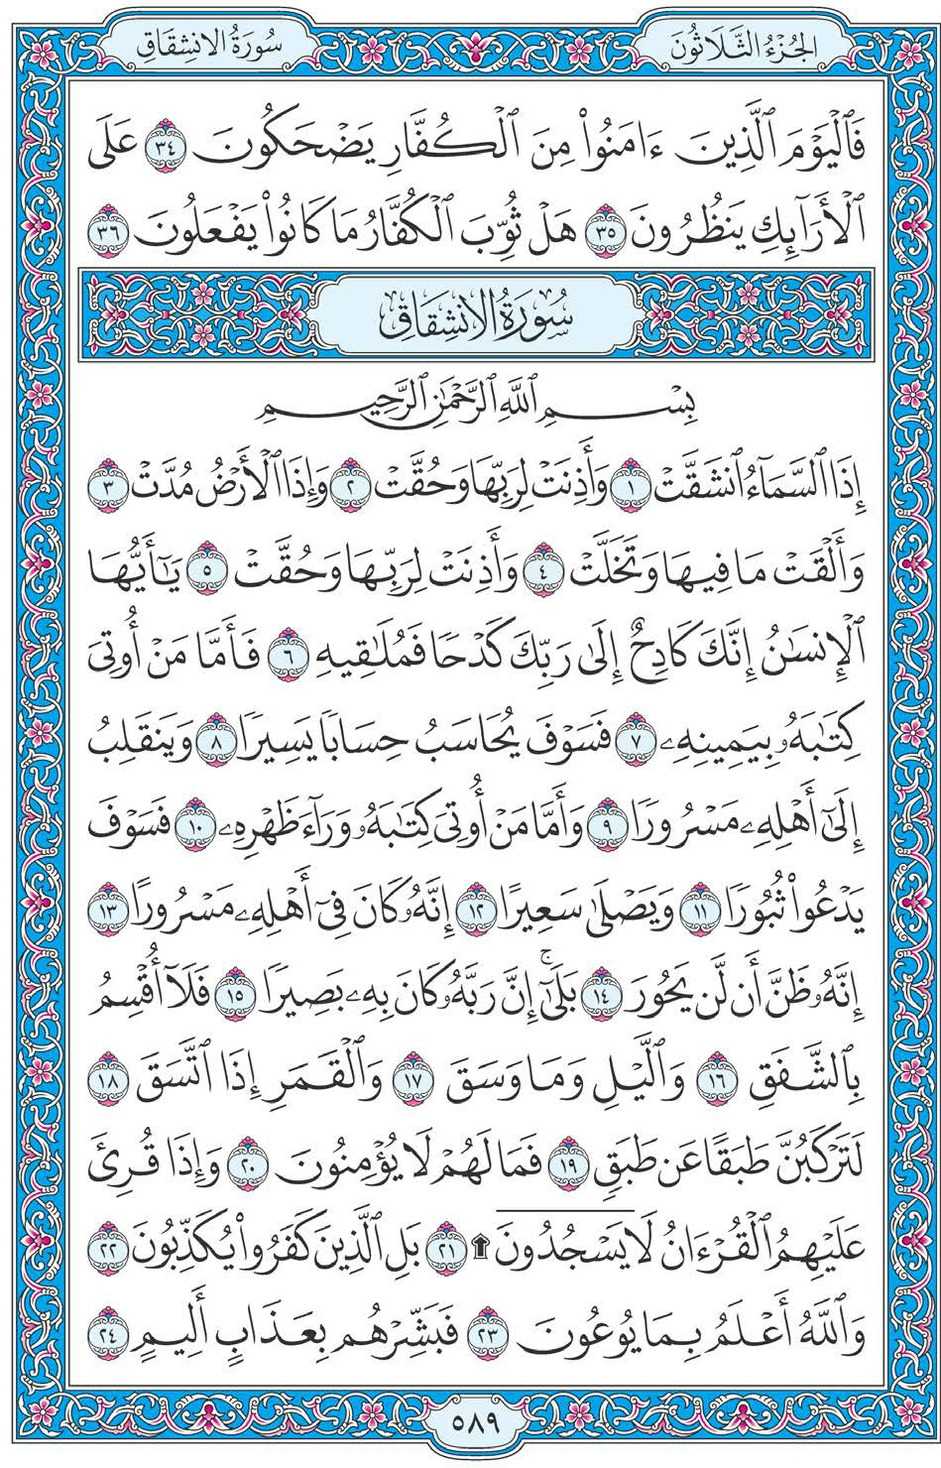 الجُزْءُ الثَّلَاثُونَ
سُورَةُ الانشِقَاقِ
فَٱلۡيَوۡمَ ٱلَّذِينَ ءَامَنُواْ مِنَ ٱلۡكُفَّارِ يَضۡحَكُونَ ٣٤ عَلَى
ٱلۡأَرَآئِكِ يَنظُرُونَ ٣٥ هَلۡ ثُوِّبَ ٱلۡكُفَّارُ مَا كَانُواْ يَفۡعَلُونَ ٣٦
سُورَةُ الانشِقَاقِ
بِسۡمِ ٱللَّهِ ٱلرَّحۡمَٰنِ ٱلرَّحِيمِ
إِذَا ٱلسَّمَآءُ ٱنشَقَّتۡ ١ وَأَذِنَتۡ لِرَبِّهَا وَحُقَّتۡ ٢ وَإِذَا ٱلۡأَرۡضُ مُدَّتۡ ٣
وَأَلۡقَتۡ مَا فِيهَا وَتَخَلَّتۡ ٤ وَأَذِنَتۡ لِرَبِّهَا وَحُقَّتۡ ٥ يَٰٓأَيُّهَا
ٱلۡإِنسَٰنُ إِنَّكَ كَادِحٌ إِلَىٰ رَبِّكَ كَدۡحٗا فَمُلَٰقِيهِ ٦ فَأَمَّا مَنۡ أُوتِيَ
كِتَٰبَهُۥ بِيَمِينِهِۦ ٧ فَسَوۡفَ يُحَاسَبُ حِسَابٗا يَسِيرٗا ٨ وَيَنقَلِبُ
إِلَىٰٓ أَهۡلِهِۦ مَسۡرُورٗا ٩ وَأَمَّا مَنۡ أُوتِيَ كِتَٰبَهُۥ وَرَآءَ ظَهۡرِهِۦ ١٠ فَسَوۡفَ
يَدۡعُواْ ثُبُورٗا ١١ وَيَصۡلَىٰ سَعِيرًا ١٢ إِنَّهُۥ كَانَ فِيٓ أَهۡلِهِۦ مَسۡرُورًا ١٣
إِنَّهُۥ ظَنَّ أَن لَّن يَحُورَ ١٤ بَلَىٰٓۚ إِنَّ رَبَّهُۥ كَانَ بِهِۦ بَصِيرٗا ١٥ فَلَآ أُقۡسِمُ
بِٱلشَّفَقِ ١٦ وَٱلَّيۡلِ وَمَا وَسَقَ ١٧ وَٱلۡقَمَرِ إِذَا ٱتَّسَقَ ١٨
لَتَرۡكَبُنَّ طَبَقًا عَن طَبَقٖ ١٩ فَمَا لَهُمۡ لَا يُؤۡمِنُونَ ٢٠ وَإِذَا قُرِئَ
عَلَيۡهِمُ ٱلۡقُرۡءَانُ لَا يَسۡجُدُونَۤ ۩ ٢١ بَلِ ٱلَّذِينَ كَفَرُواْ يُكَذِّبُونَ ٢٢
وَٱللَّهُ أَعۡلَمُ بِمَا يُوعُونَ ٢٣ فَبَشِّرۡهُم بِعَذَابٍ أَلِيمٍ ٢٤
٥٨٩